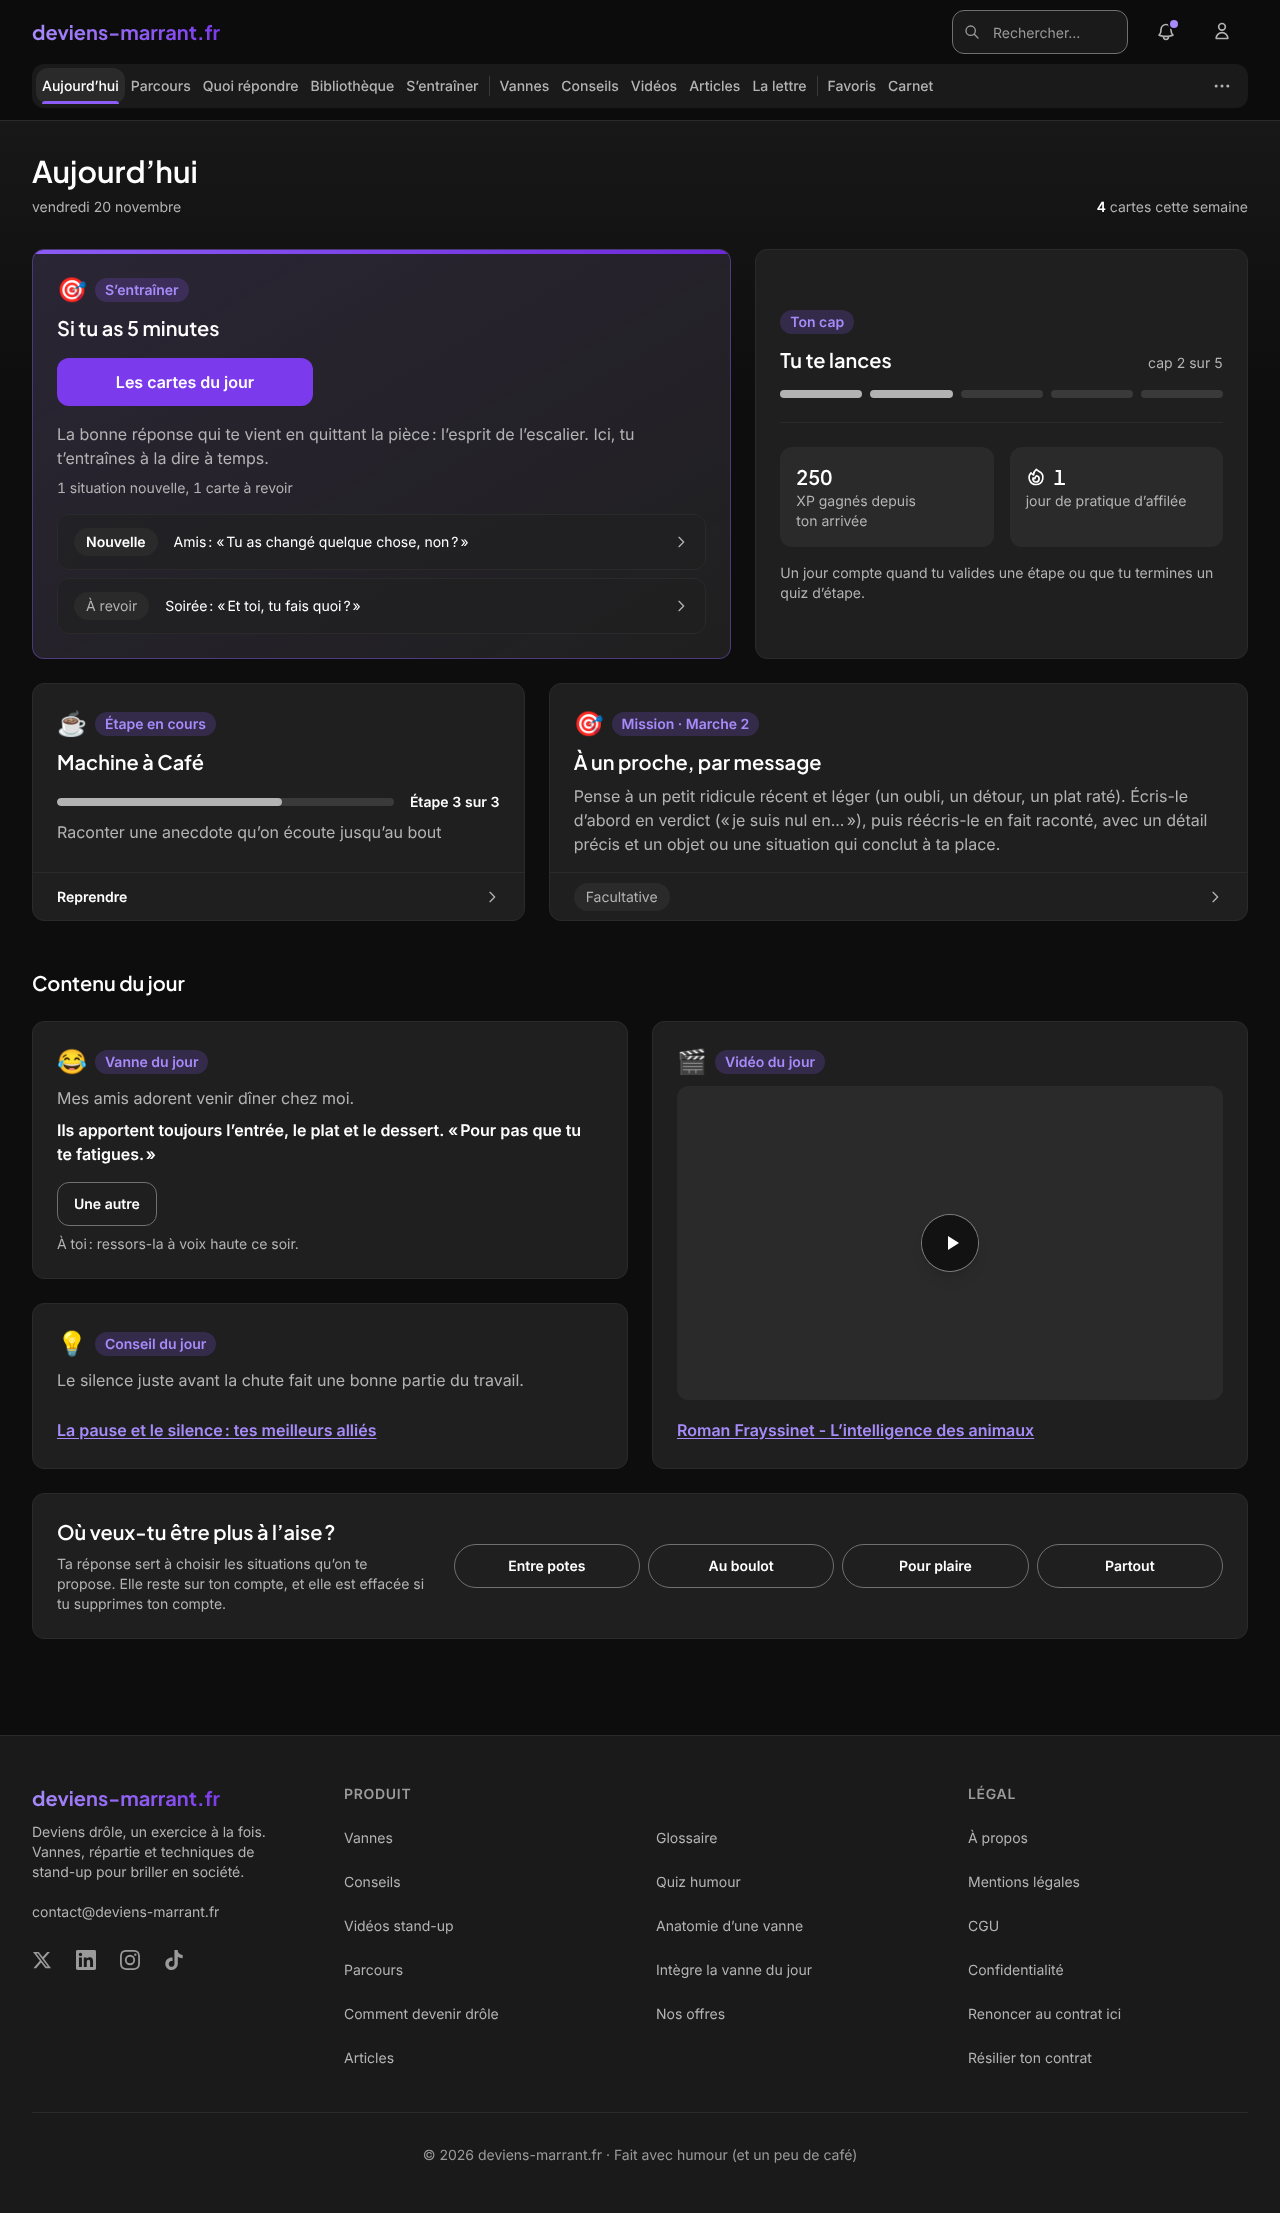 deviens-marrant.fr
Rechercher...
Aujourd’hui
Parcours
Quoi répondre
Bibliothèque
S’entraîner
Vannes
Conseils
Vidéos
Articles
La lettre
Favoris
Carnet
Aujourd’hui
vendredi 20 novembre
4 cartes cette semaine
S’entraîner
Si tu as 5 minutes
Les cartes du jour
La bonne réponse qui te vient en quittant la pièce : l’esprit de l’escalier. Ici, tu
t’entraînes à la dire à temps.
1 situation nouvelle, 1 carte à revoir
Nouvelle
Amis : « Tu as changé quelque chose, non ? »
À revoir
Soirée : « Et toi, tu fais quoi ? »
Ton cap
Tu te lances
cap 2 sur 5
250
XP gagnés depuis
ton arrivée
1
jour de pratique d’affilée
Un jour compte quand tu valides une étape ou que tu termines un
quiz d’étape.
Étape en cours
Machine à Café
Étape 3 sur 3
Raconter une anecdote qu’on écoute jusqu’au bout
Reprendre
Mission · Marche 2
À un proche, par message
Pense à un petit ridicule récent et léger (un oubli, un détour, un plat raté). Écris-le
d’abord en verdict (« je suis nul en... »), puis réécris-le en fait raconté, avec un détail
précis et un objet ou une situation qui conclut à ta place.
Facultative
Contenu du jour
Vanne du jour
Mes amis adorent venir dîner chez moi.
Ils apportent toujours l’entrée, le plat et le dessert. « Pour pas que tu
te fatigues. »
Une autre
À toi : ressors-la à voix haute ce soir.
Conseil du jour
Le silence juste avant la chute fait une bonne partie du travail.
La pause et le silence : tes meilleurs alliés
Vidéo du jour
Roman Frayssinet - L’intelligence des animaux
Où veux-tu être plus à l’aise ?
Ta réponse sert à choisir les situations qu’on te
propose. Elle reste sur ton compte, et elle est effacée si
tu supprimes ton compte.
Entre potes
Au boulot
Pour plaire
Partout
deviens-marrant.fr
Deviens drôle, un exercice à la fois.
Vannes, répartie et techniques de
stand-up pour briller en société.
contact@deviens-marrant.fr
PRODUIT
Vannes
Conseils
Vidéos stand-up
Parcours
Comment devenir drôle
Articles
Glossaire
Quiz humour
Anatomie d’une vanne
Intègre la vanne du jour
Nos offres
LÉGAL
À propos
Mentions légales
CGU
Confidentialité
Renoncer au contrat ici
Résilier ton contrat
© 2026 deviens-marrant.fr · Fait avec humour (et un peu de café)